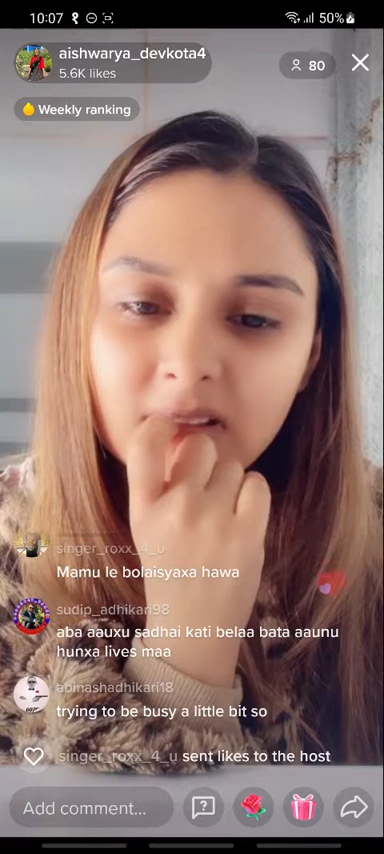 10:07
50%
aishwarya_devkota4
5.6K likes
80
Weekly ranking
singer_roxx_4_u
Mamu le bolaisyaxa hawa
sudip_adhikari98
aba aauxu sadhai kati belaa bata aaunu
hunxa lives maa
abinashadhikari18
trying to be busy a little bit so
singer_roxx_4_u sent likes to the host
Add comment...